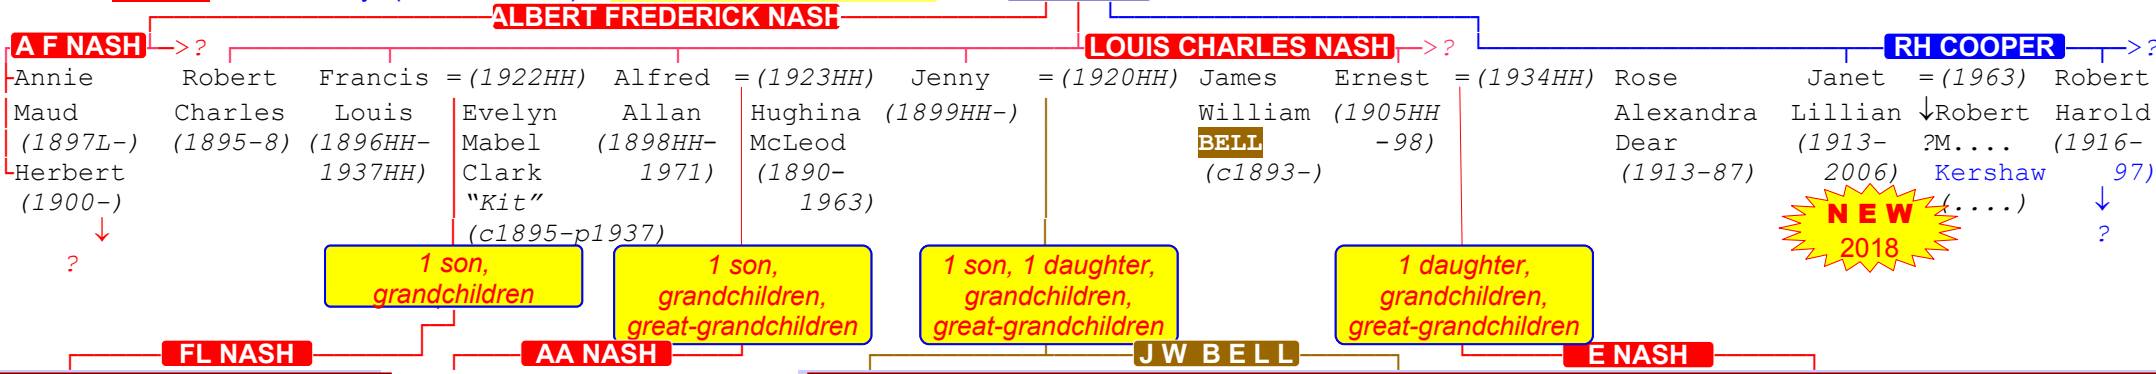 ALBERT FREDERICK NASH
A F NASH ->? LOUIS CHARLES NASH ->? RH COOPER ->?
Annie Robert Francis =(1922HH) Alfred =(1923HH) Jenny =(1920HH) James Ernest =(1934HH) Rose Janet =(1963) Robert
Maud Charles Louis Evelyn Allan Hughina (1899HH-) William (1905HH Alexandra Lillian ↓Robert Harold
(1897L-) (1895-8) (1896HH- Mabel (1898HH- McLeod BELL -98) Dear (1913- ?M.... (1916-
Herbert 1937HH) Clark 1971) (1890- (c1893-) (1913-87) 2006) Kershaw 97)
(1900-) “Kit” 1963) NEW (....) ↓
↓ (c1895-p1937) 2018 ?
? 1 son, 1 son, 1 son, 1 daughter, 1 daughter,
grandchildren grandchildren, grandchildren, grandchildren,
great-grandchildren great-grandchildren great-grandchildren
FL NASH AA NASH J W B E L L E NASH